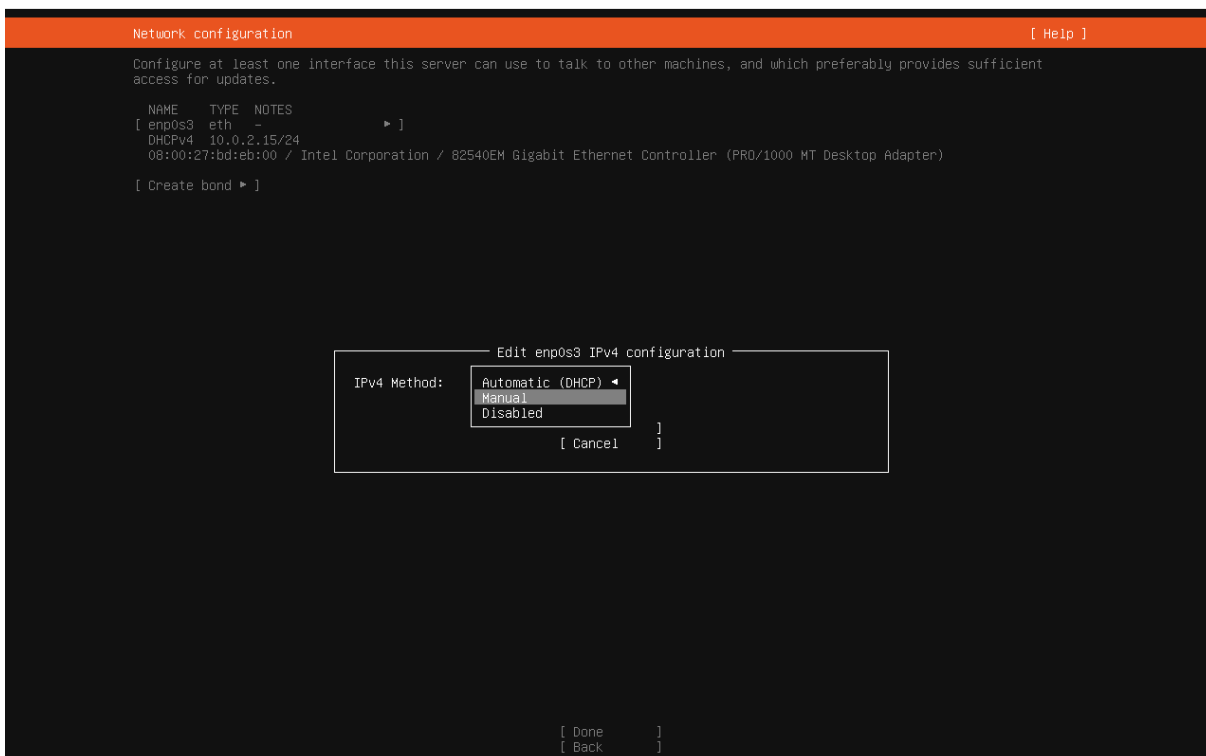 Network configuration [ Help ]
Configure at least one interface this server can use to talk to other machines, and which preferably provides sufficient
access for updates.
NAME TYPE NOTES
[ enp0s3 eth - ▸ ]
DHCPv4 10.0.2.15/24
08:00:27:bd:eb:00 / Intel Corporation / 82540EM Gigabit Ethernet Controller (PRO/1000 MT Desktop Adapter)
[ Create bond ▸ ]
Edit enp0s3 IPv4 configuration
IPv4 Method: Automatic (DHCP) ◂
Manual
Disabled
]
[ Cancel ]
[ Done ]
[ Back ]